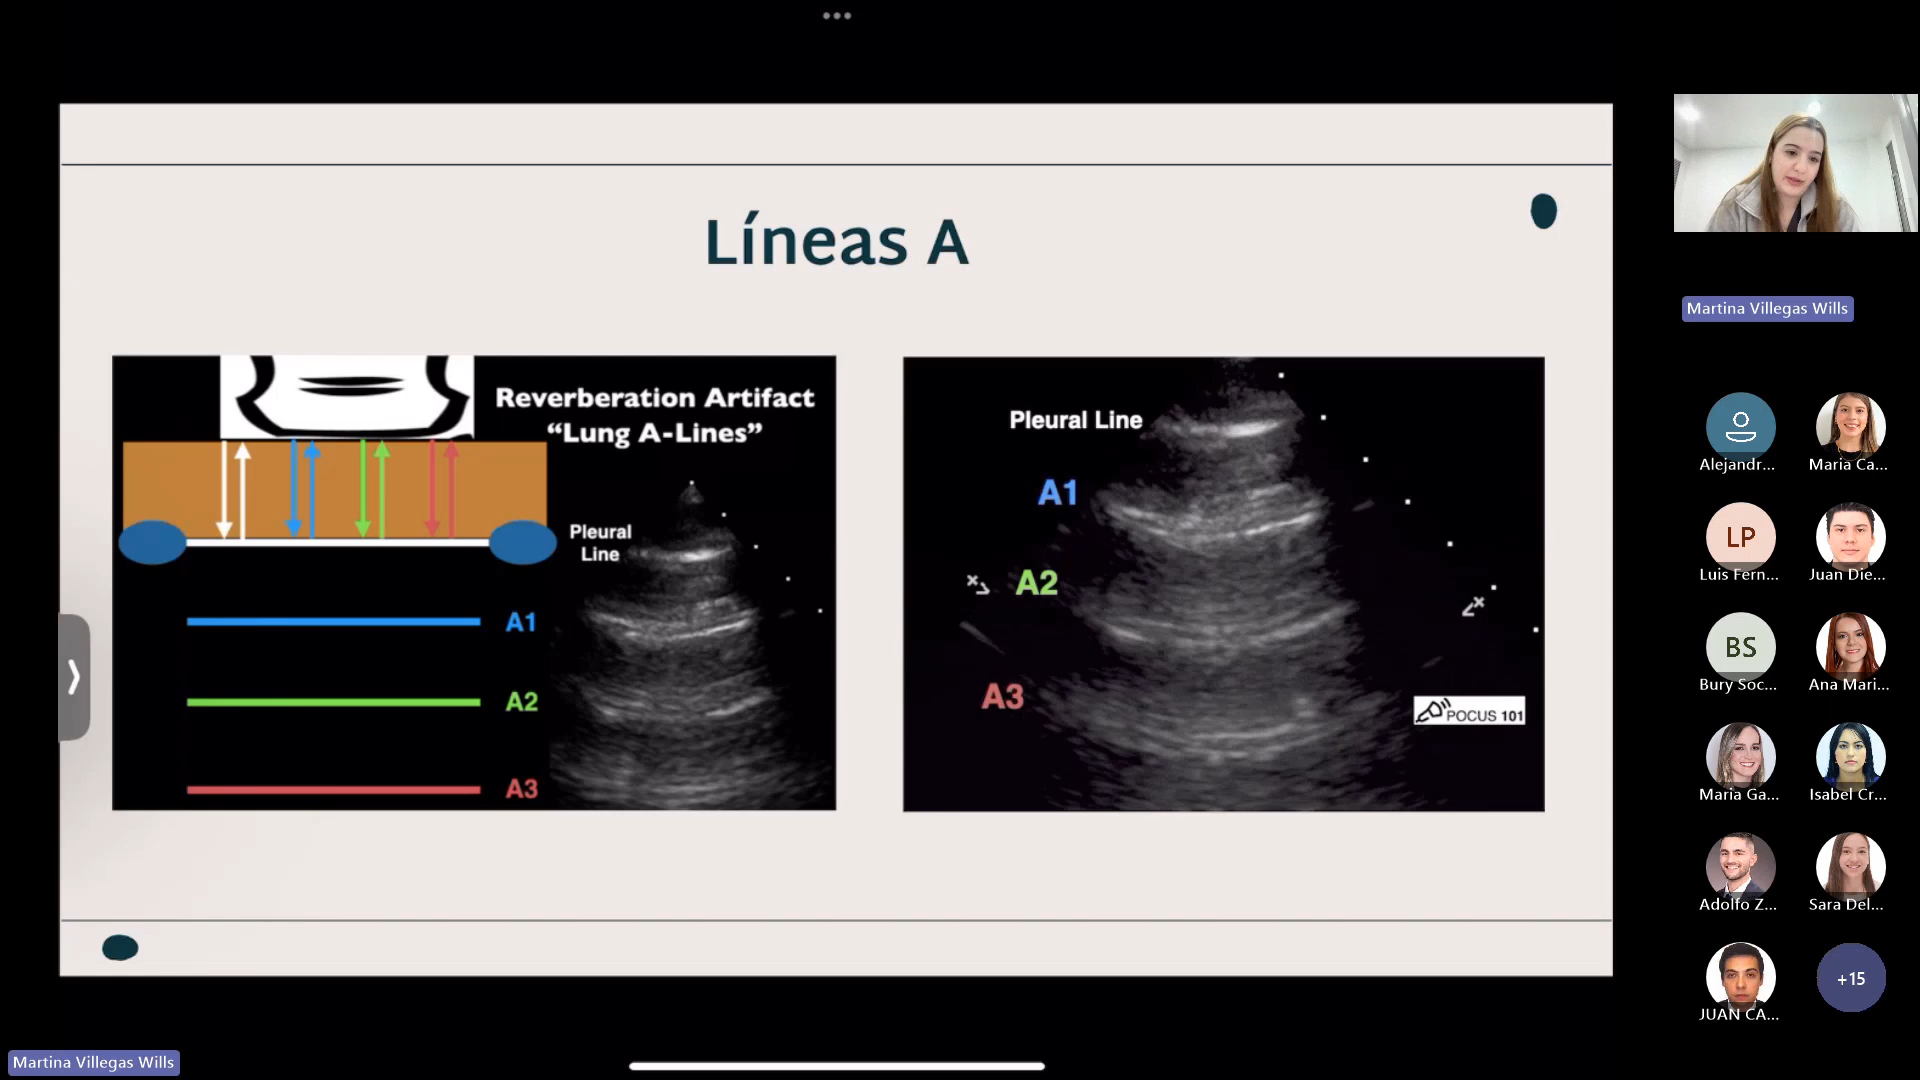 Líneas A
Reverberation Artifact
“Lung A-Lines”
Pleural
Line
A1
A2
A3
Pleural Line
A1
A2
A3
POCUS 101
Martina Villegas Wills
Alejandr...
Maria Ca...
LP
Luis Fern...
Juan Die...
BS
Bury Soc...
Ana Mari...
Maria Ga...
Isabel Cr...
Adolfo Z...
Sara Del...
JUAN CA...
+15
Martina Villegas Wills